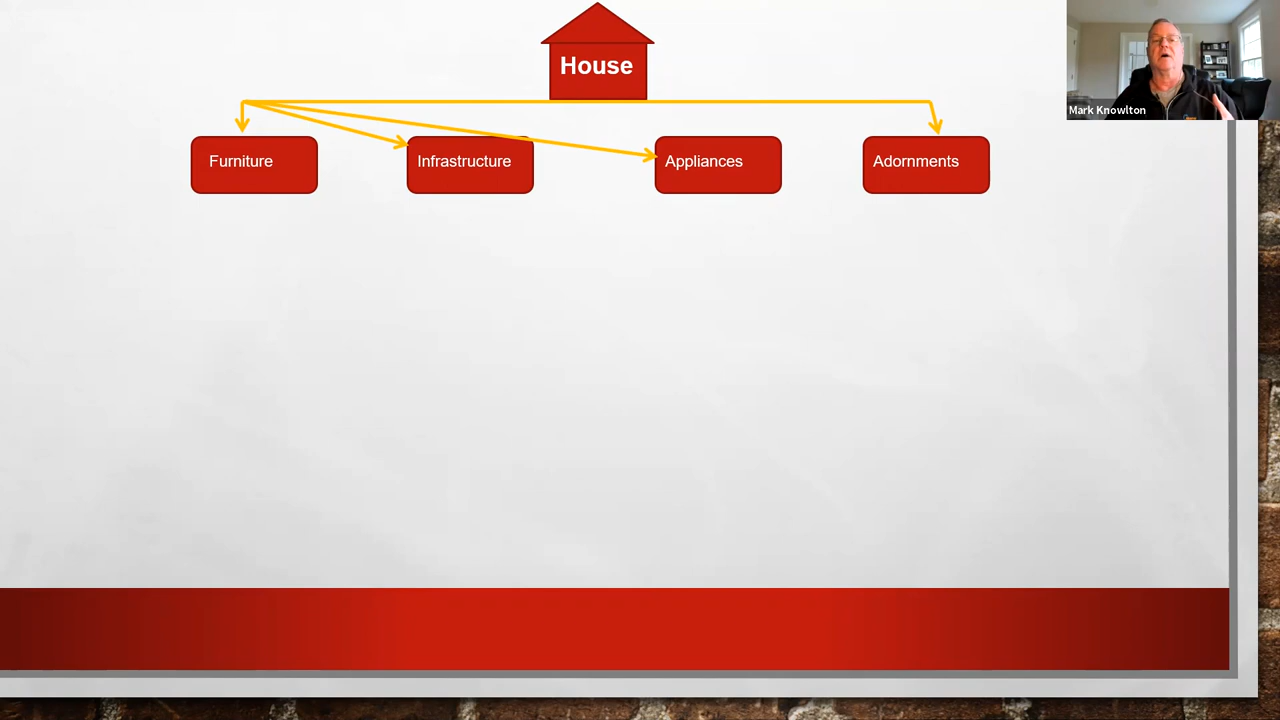 House
Mark Knowlton
Furniture
Infrastructure
Appliances
Adornments